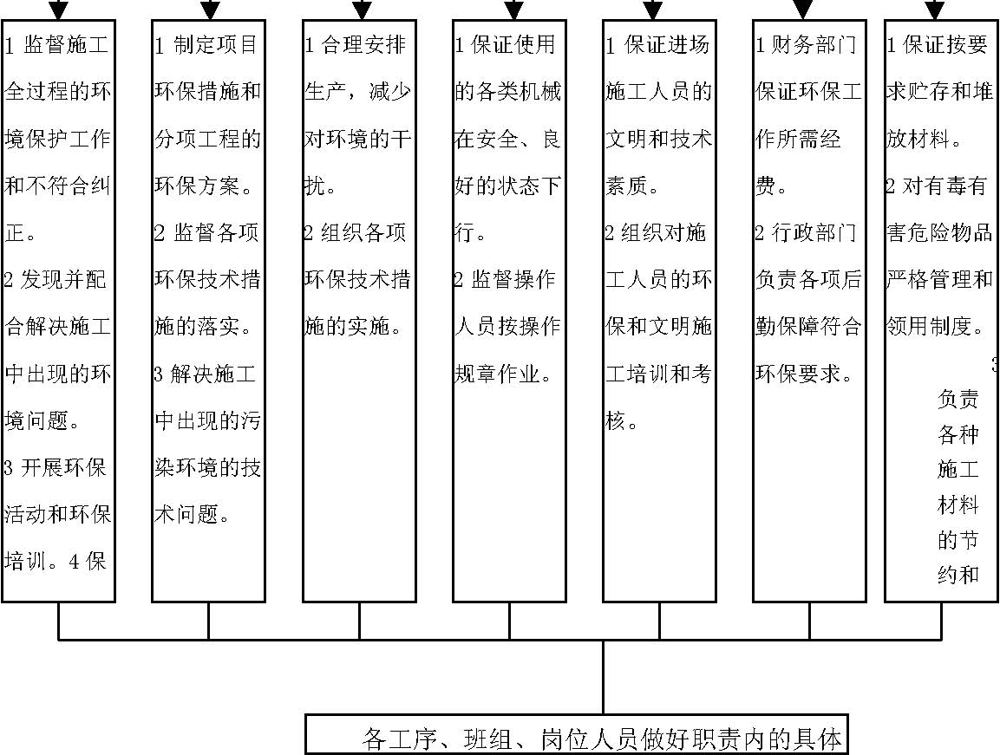 1 监督施工
全过程的环
境保护工作
和不符合纠
正。
2 发现并配
合解决施工
中出现的环
境问题。
3 开展环保
活动和环保
培训。4 保
1 制定项目
环保措施和
分项工程的
环保方案。
2 监督各项
环保技术措
施的落实。
3 解决施工
中出现的污
染环境的技
术问题。
1 合理安排
生产，减少
对环境的干
扰。
2 组织各项
环保技术措
施的实施。
1 保证使用
的各类机械
在安全、良
好的状态下
行。
2 监督操作
人员按操作
规章作业。
1 保证进场
施工人员的
文明和技术
素质。
2 组织对施
工人员的环
保和文明施
工培训和考
核。
1 财务部门
保证环保工
作所需经
费。
2 行政部门
负责各项后
勤保障符合
环保要求。
1 保证按要
求贮存和堆
放材料。
2 对有毒有
害危险物品
严格管理和
领用制度。
3
负责
各种
施工
材料
的节
约和
各工序、班组、岗位人员做好职责内的具体